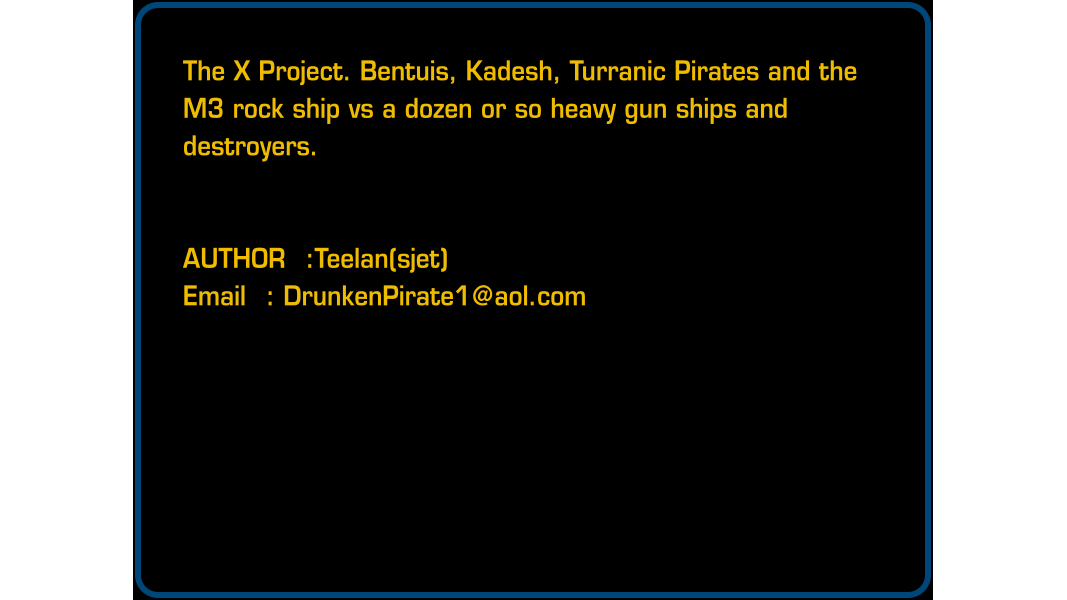 The X Project. Bentuis, Kadesh, Turranic Pirates and the
M3 rock ship vs a dozen or so heavy gun ships and
destroyers.
AUTHOR  :Teelan(sjet)
Email  : DrunkenPirate1@aol.com